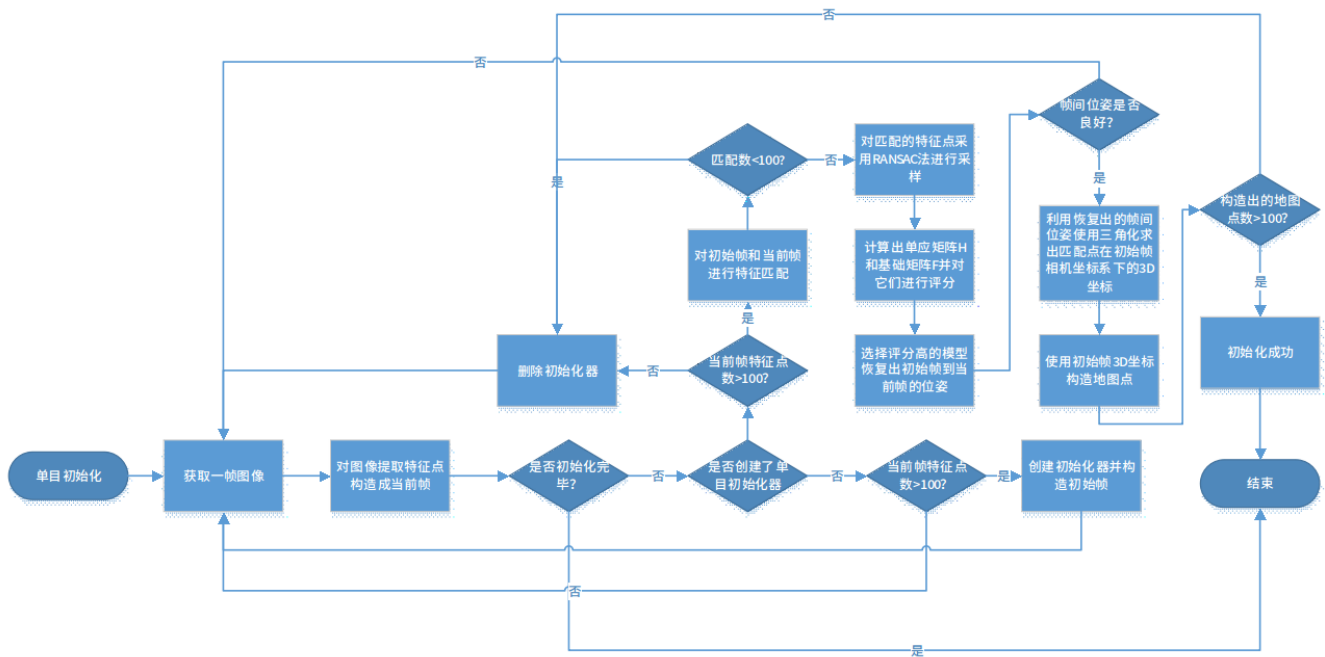 否
否
帧间位姿是否
良好?
匹配数<100?
否
对匹配的特征点采
用RANSAC法进行采
样
是
是
构造出的地图
点数>100?
利用恢复出的帧间
位姿使用三角化求
出匹配点在初始帧
相机坐标系下的3D
坐标
对初始帧和当前帧
进行特征匹配
计算出单应矩阵H
和基础矩阵F并对
它们进行评分
是
是
删除初始化器
否
当前帧特征点
数>100?
选择评分高的模型
恢复出初始帧到当
前帧的位姿
使用初始帧3D坐标
构造地图点
初始化成功
单目初始化
获取一帧图像
对图像提取特征点
构造成当前帧
是否初始化完
毕?
否
是否创建了单
目初始化器
否
当前帧特征点
数>100?
是
创建初始化器并构
造初始帧
结束
否
是